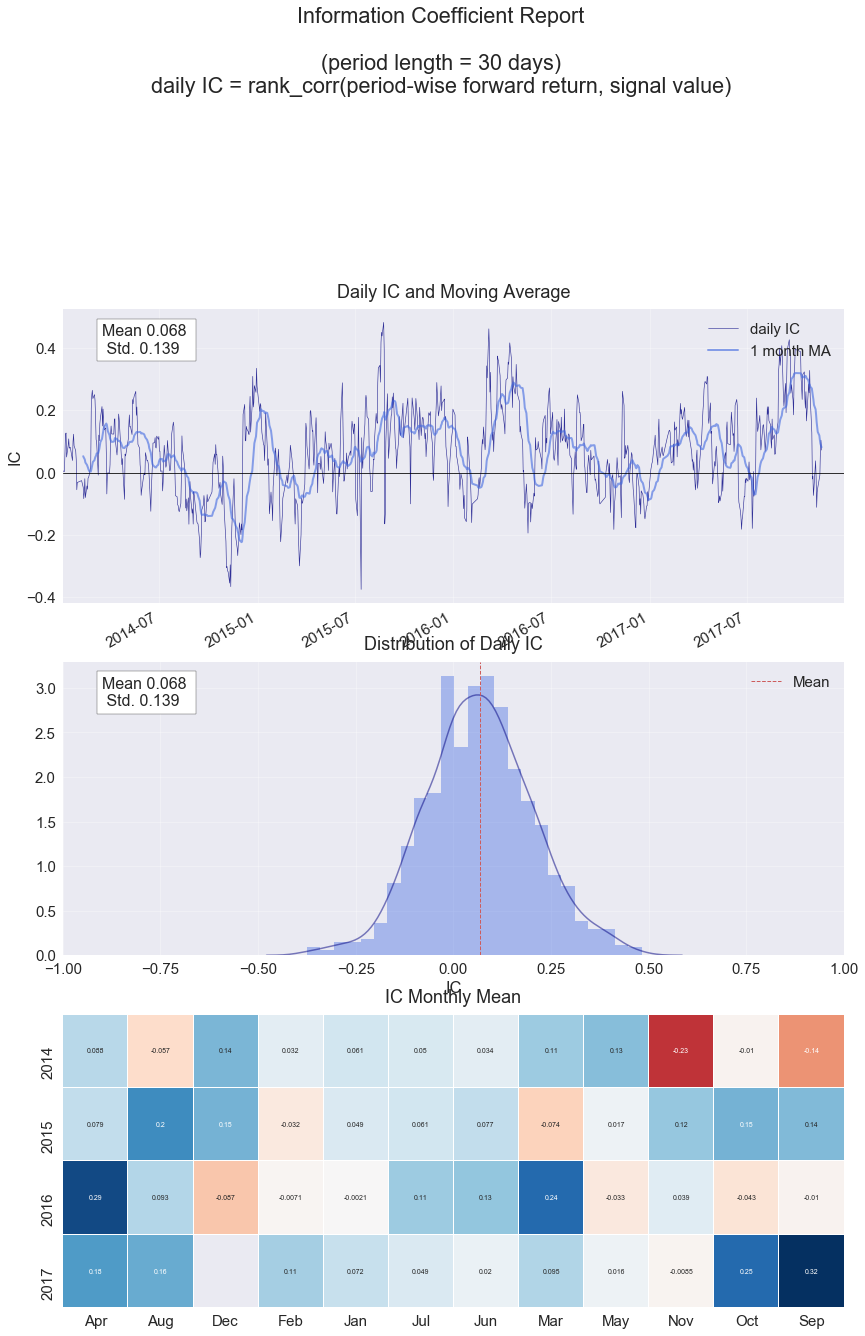 Information Coefficient Report
(period length = 30 days)
daily IC = rank_corr(period-wise forward return, signal value)
Daily IC and Moving Average
Mean 0.068
Std. 0.139
daily IC
1 month MA
IC
0.4
0.2
0.0
−0.2
−0.4
2014-07
2015-01
2015-07
2016-01
2016-07
2017-01
2017-07
Distribution of Daily IC
Mean 0.068
Std. 0.139
Mean
3.0
2.5
2.0
1.5
1.0
0.5
0.0
−1.00 −0.75 −0.50 −0.25 0.00 0.25 0.50 0.75 1.00
IC
IC Monthly Mean
2014 0.088 -0.057 0.14 0.032 0.061 0.05 0.034 0.11 0.13 -0.23 -0.01 -0.14
2015 0.079 0.2 0.15 -0.032 0.049 0.061 0.077 -0.074 0.017 0.12 0.15 0.14
2016 0.29 0.093 -0.087 -0.0071 -0.0021 0.11 0.13 0.24 -0.033 0.039 -0.043 -0.01
2017 0.18 0.16 0.11 0.072 0.049 0.02 0.095 0.016 -0.0085 0.25 0.32
Apr Aug Dec Feb Jan Jul Jun Mar May Nov Oct Sep